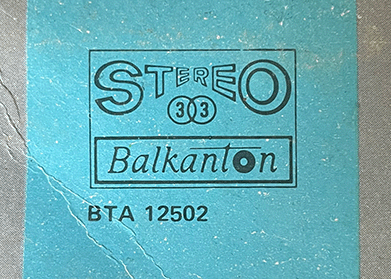 STEREO
33
Balkanton
BTA 12502